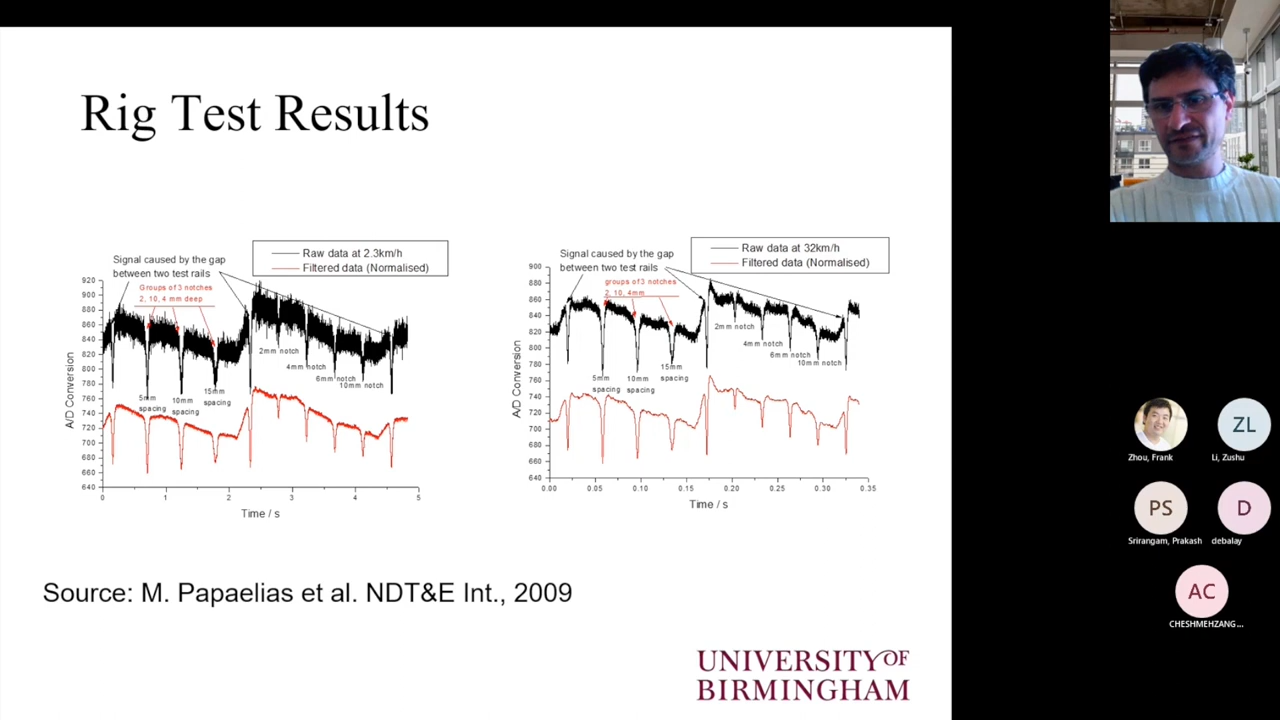 Rig Test Results
Signal caused by the gap
between two test rails
Groups of 3 notches
2, 10, 4 mm deep
Raw data at 2.3km/h
Filtered data (Normalised)
920
900
880
860
840
820
800
780
760
740
720
700
680
660
640
A/D Conversion
2mm notch
4mm notch
6mm notch
10mm notch
5mm
spacing
10mm
spacing
15mm
spacing
0
1
2
3
4
5
Time / s
Signal caused by the gap
between two test rails
groups of 3 notches
2, 10, 4mm
Raw data at 32km/h
Filtered data (Normalised)
900
880
860
840
820
800
780
760
740
720
700
680
660
640
A/D Conversion
2mm notch
4mm notch
6mm notch
10mm notch
5mm
spacing
10mm
spacing
15mm
spacing
0.00
0.05
0.10
0.15
0.20
0.25
0.30
0.35
Time / s
Source: M. Papaelias et al. NDT&E Int., 2009
UNIVERSITY OF
BIRMINGHAM
Zhou, Frank
ZL
Li, Zushu
PS
Srirangam, Prakash
D
debalay
AC
CHESHMEHZANG...